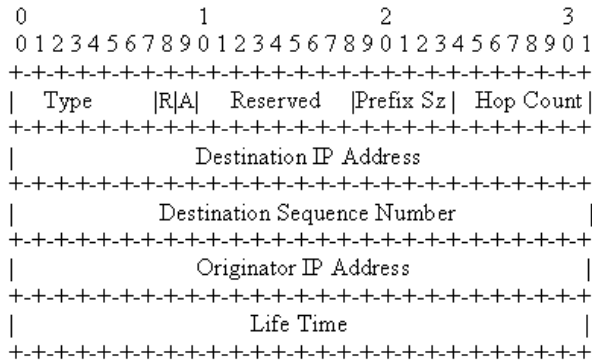 0 1 2 3
0 1 2 3 4 5 6 7 8 9 0 1 2 3 4 5 6 7 8 9 0 1 2 3 4 5 6 7 8 9 0 1
+-+-+-+-+-+-+-+-+-+-+-+-+-+-+-+-+-+-+-+-+-+-+-+-+-+-+-+-+-+-+-+-+
| Type |R|A| Reserved |Prefix Sz| Hop Count|
+-+-+-+-+-+-+-+-+-+-+-+-+-+-+-+-+-+-+-+-+-+-+-+-+-+-+-+-+-+-+-+-+
| Destination IP Address
+-+-+-+-+-+-+-+-+-+-+-+-+-+-+-+-+-+-+-+-+-+-+-+-+-+-+-+-+-+-+-+-+
| Destination Sequence Number |
+-+-+-+-+-+-+-+-+-+-+-+-+-+-+-+-+-+-+-+-+-+-+-+-+-+-+-+-+-+-+-+-+
| Originator IP Address |
+-+-+-+-+-+-+-+-+-+-+-+-+-+-+-+-+-+-+-+-+-+-+-+-+-+-+-+-+-+-+-+-+
| Life Time |
+-+-+-+-+-+-+-+-+-+-+-+-+-+-+-+-+-+-+-+-+-+-+-+-+-+-+-+-+-+-+-+-+